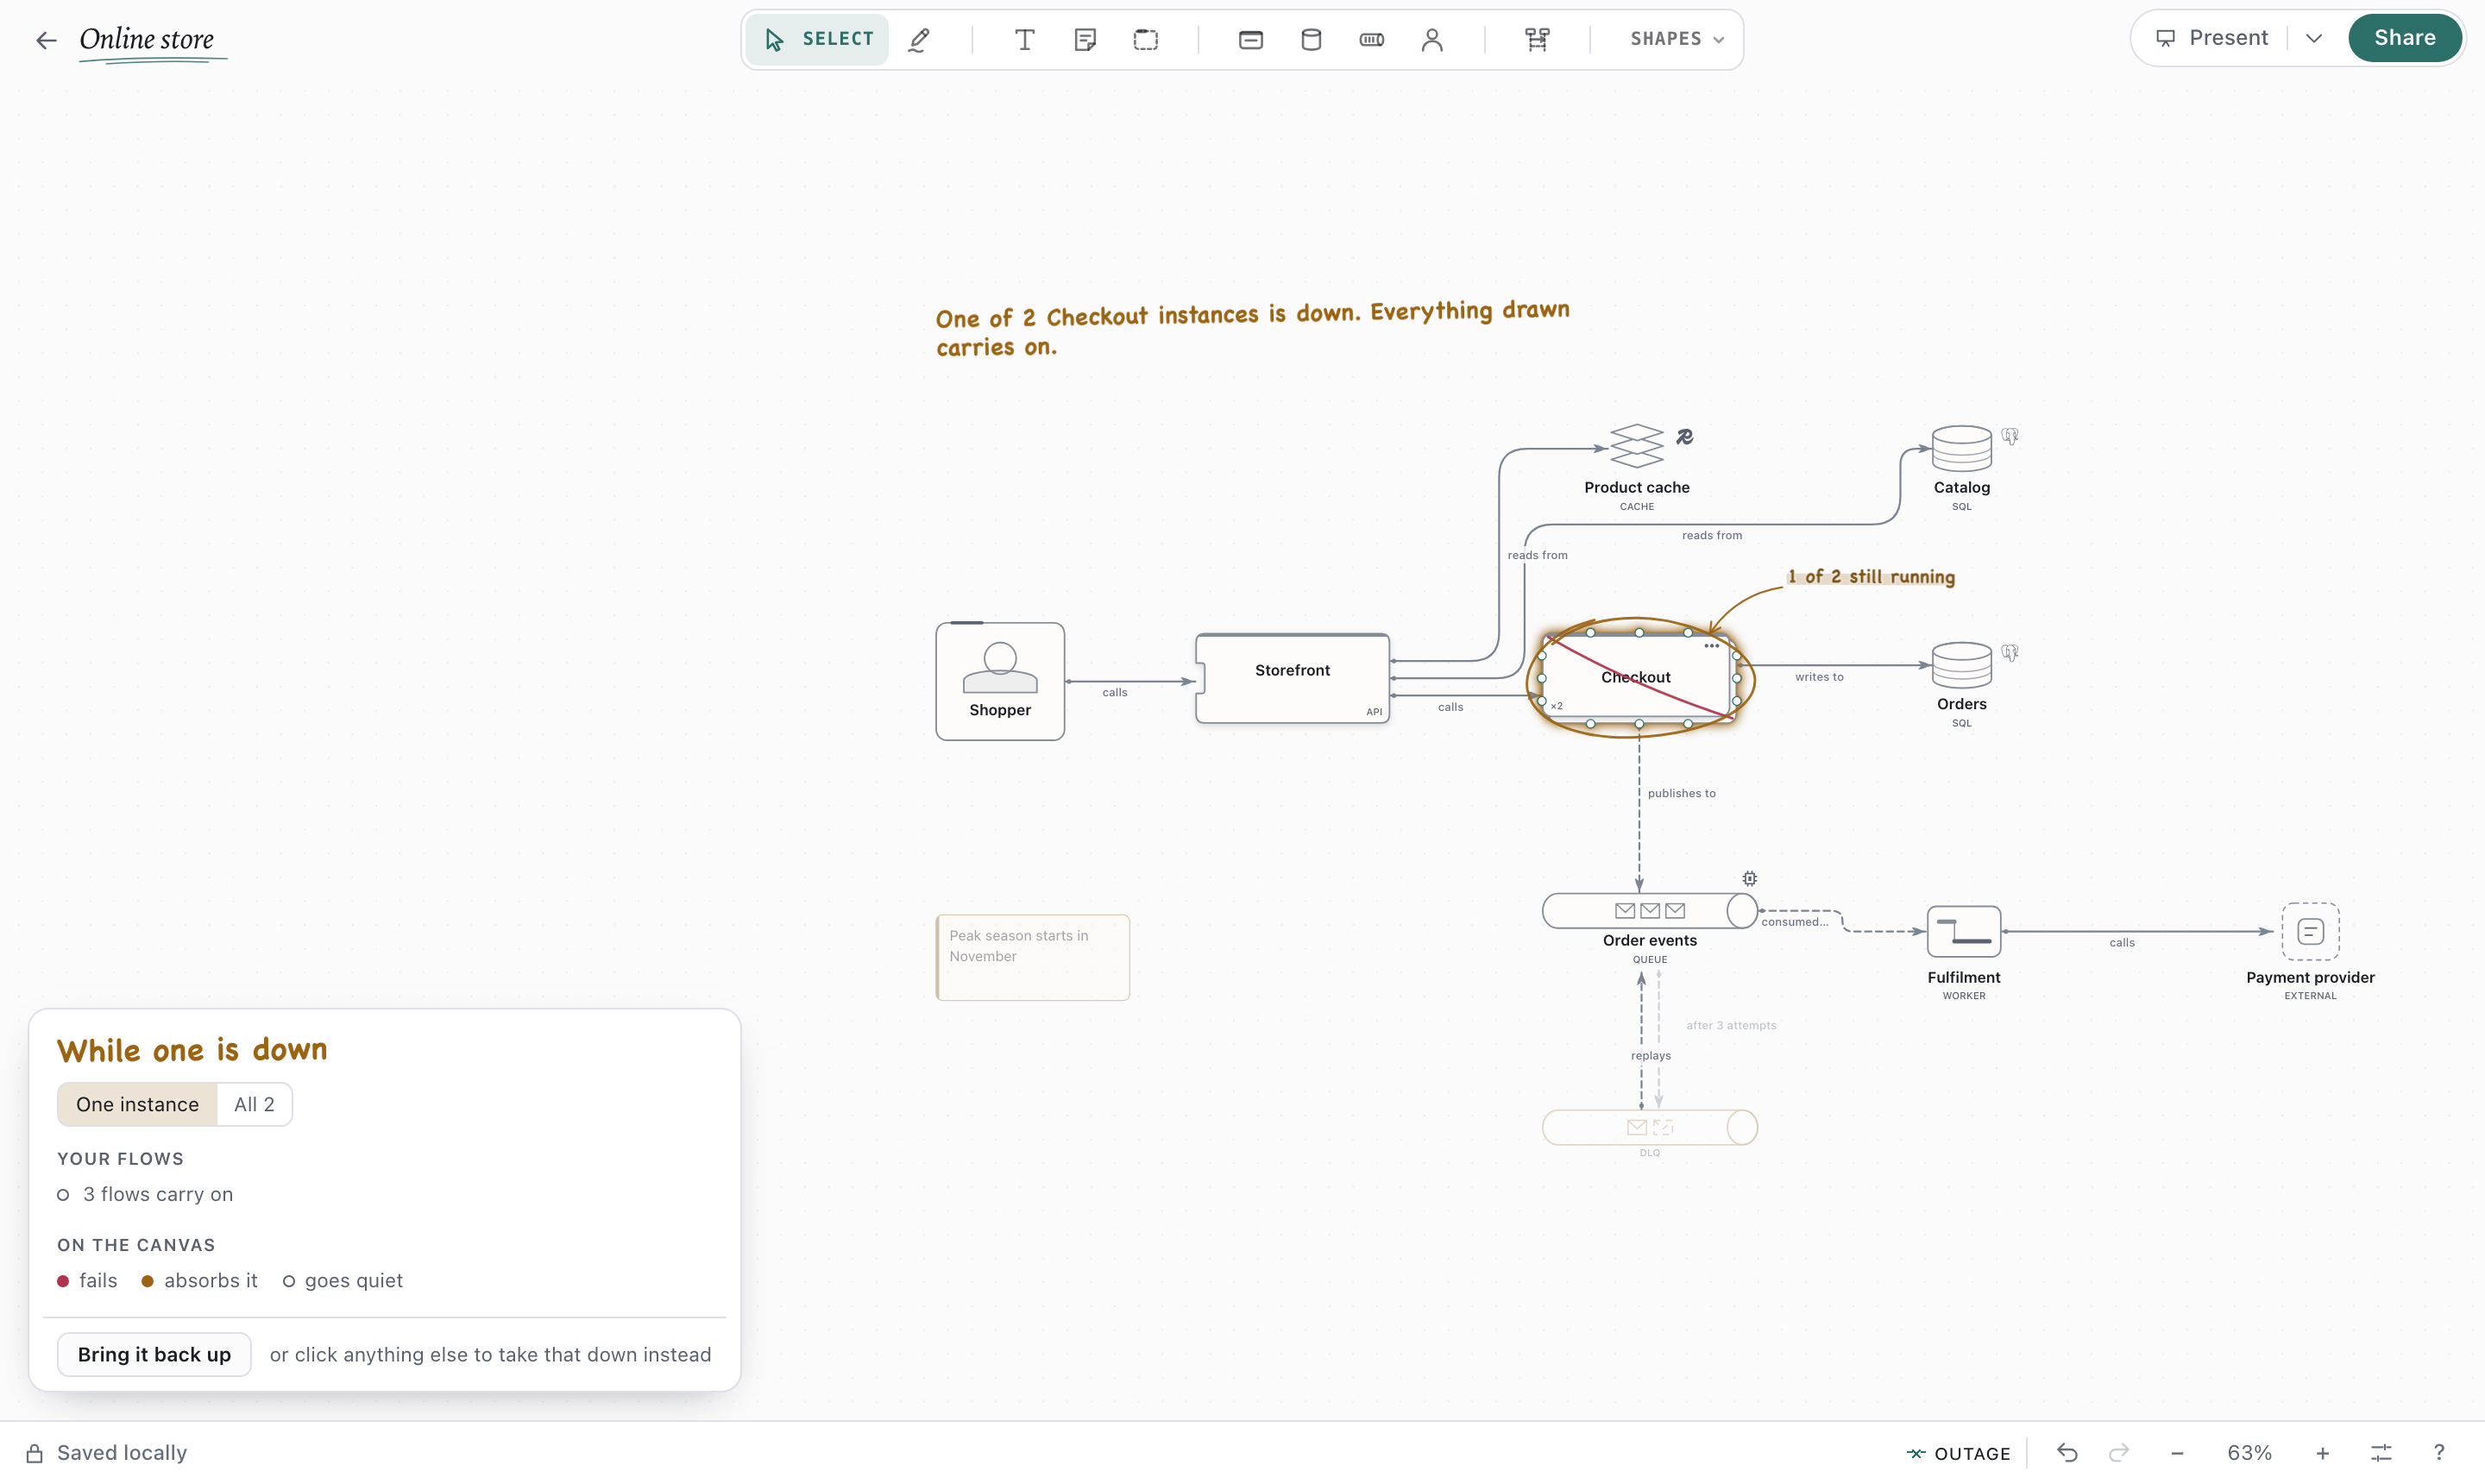 Online store
SELECT
SHAPES
Present
Share
One of 2 Checkout instances is down. Everything drawn
carries on.
Product cache
CACHE
Catalog
SQL
reads from
reads from
1 of 2 still running
Shopper
calls
Storefront
API
calls
Checkout
×2
writes to
Orders
SQL
publishes to
Peak season starts in
November
Order events
QUEUE
consumed...
Fulfilment
WORKER
calls
Payment provider
EXTERNAL
after 3 attempts
replays
DLQ
While one is down
One instance
All 2
YOUR FLOWS
3 flows carry on
ON THE CANVAS
fails
absorbs it
goes quiet
Bring it back up
or click anything else to take that down instead
Saved locally
OUTAGE
63%
?